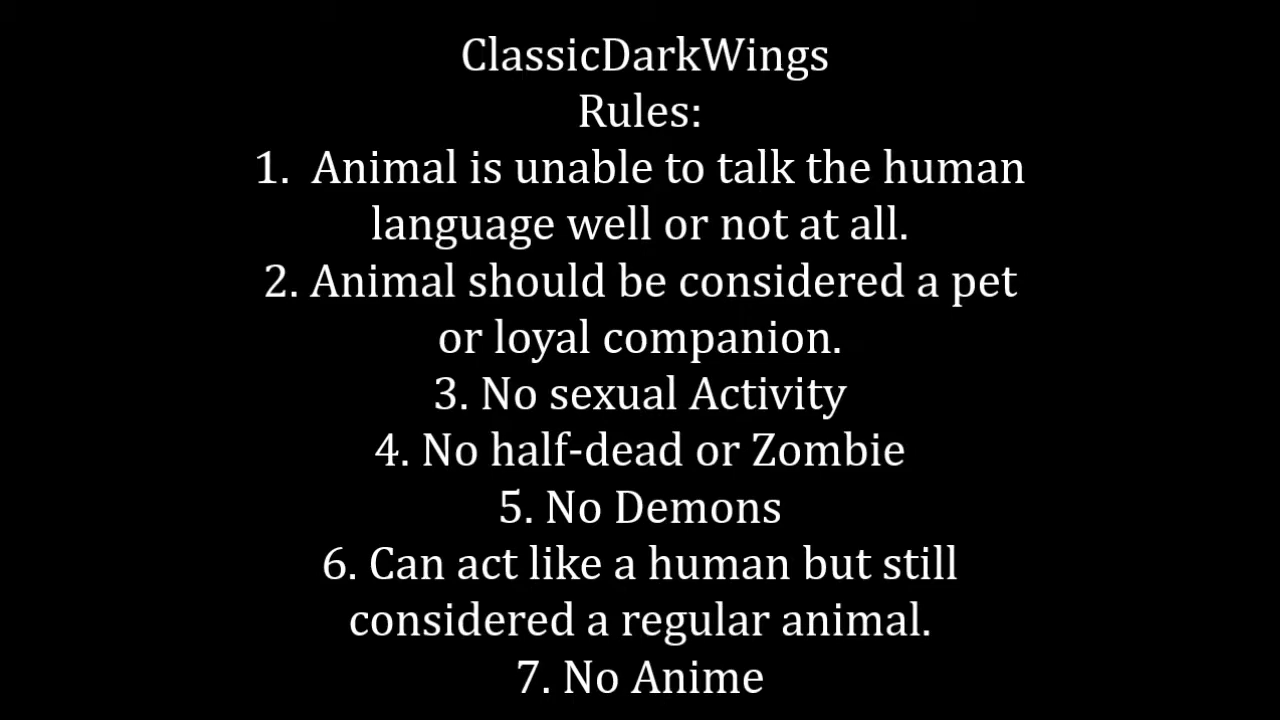 ClassicDarkWings
Rules:
1. Animal is unable to talk the human
language well or not at all.
2. Animal should be considered a pet
or loyal companion.
3. No sexual Activity
4. No half-dead or Zombie
5. No Demons
6. Can act like a human but still
considered a regular animal.
7. No Anime